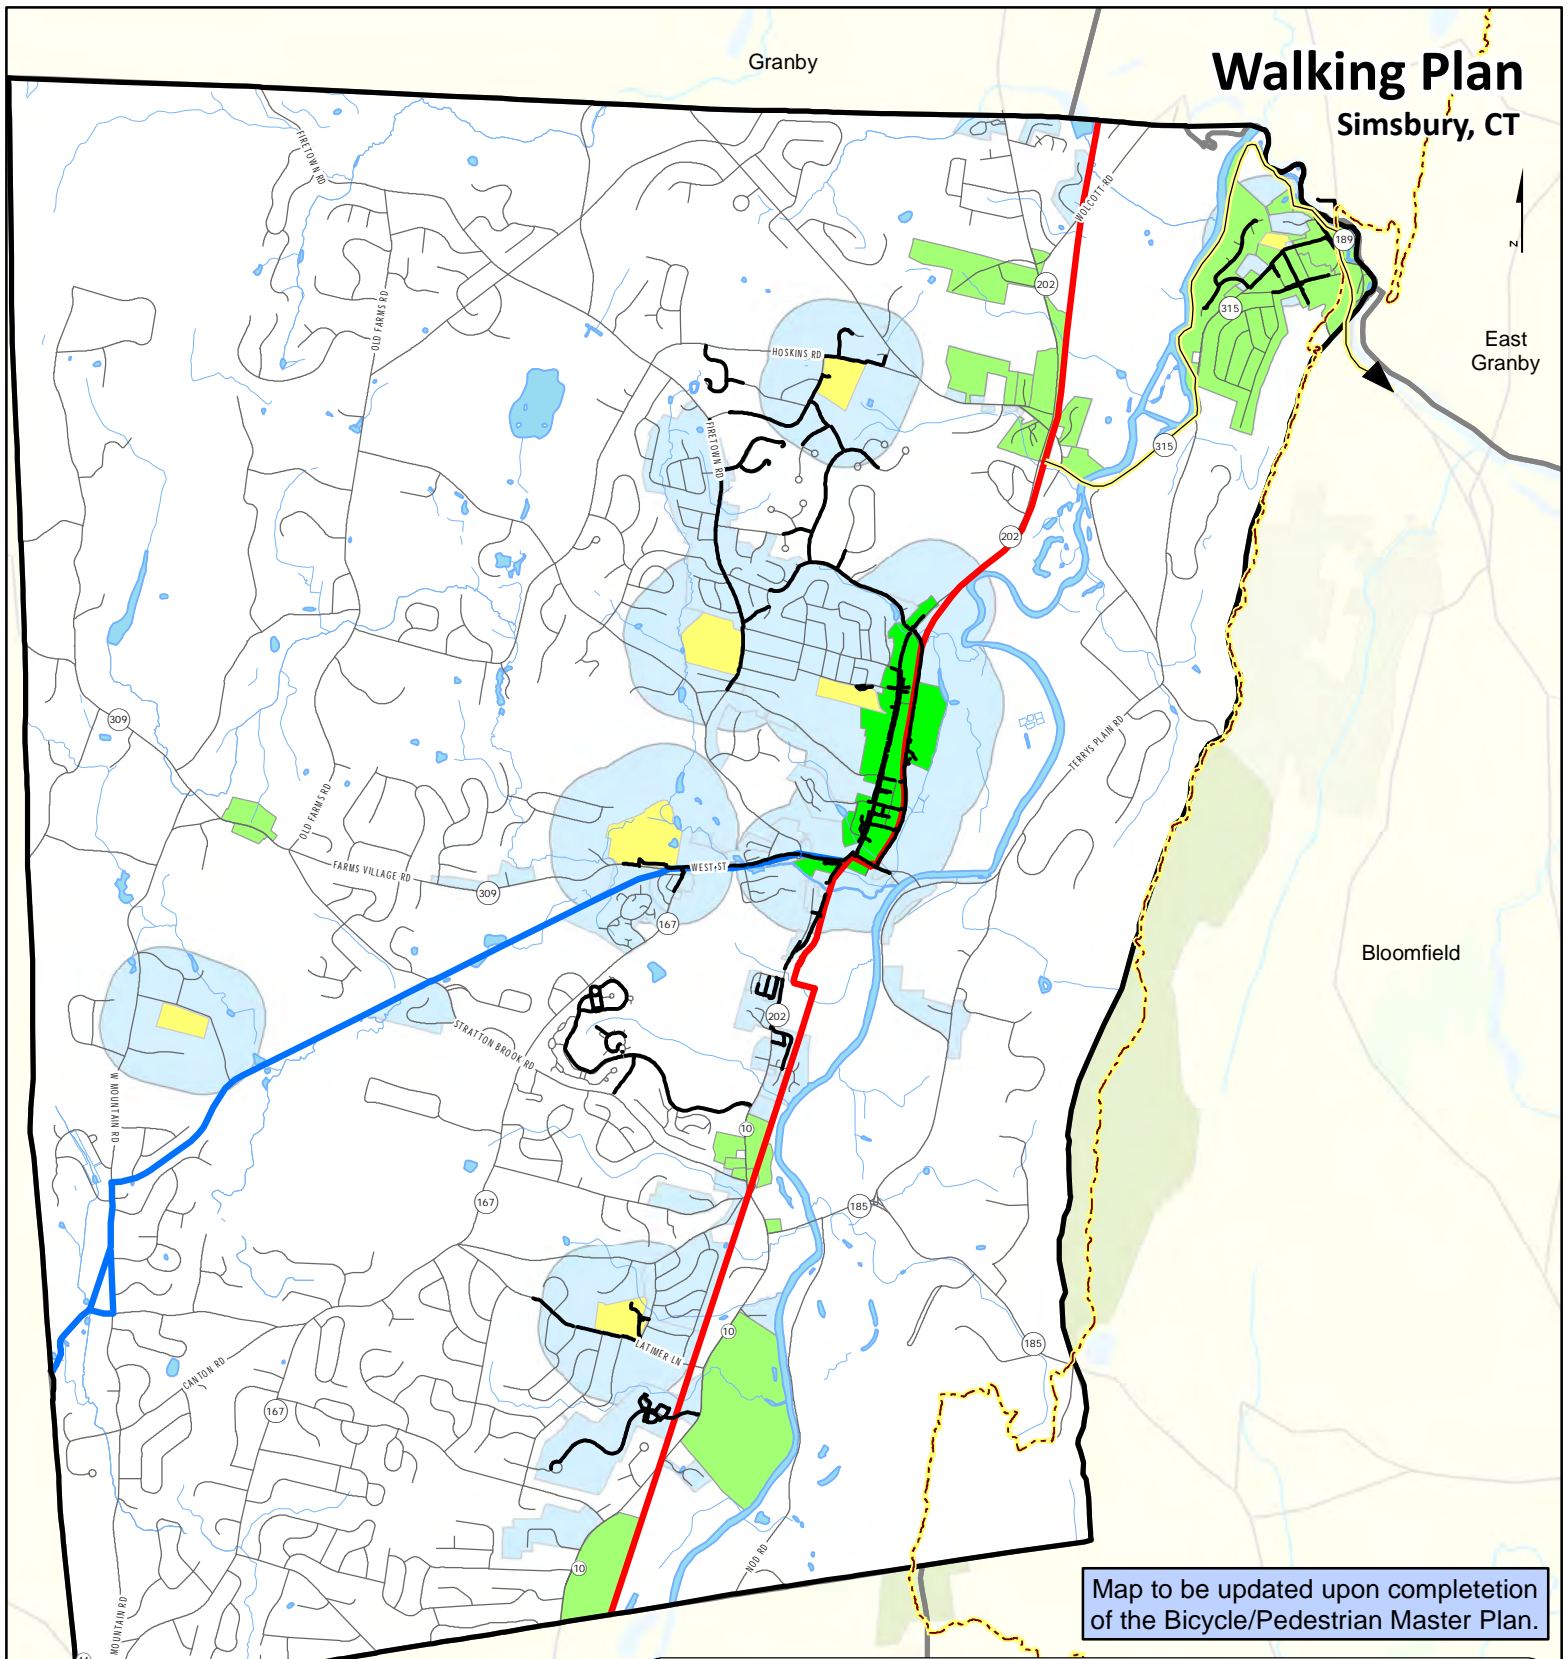 Granby
Walking Plan
Simsbury, CT
FIRETOWN RD
WOLCOTT RD
189
N
202
315
OLD FARMS RD
East
Granby
HOSKINS RD
FIRETOWN RD
315
202
309
TERRYS PLAIN RD
OLD FARMS RD
FARMS VILLAGE RD
WEST ST
309
167
Bloomfield
202
STRATTON BROOK RD
W MOUNTAIN RD
10
167
185
10
185
LATIMER LN
CANTON RD
167
NOD RD
10
Map to be updated upon completetion
of the Bicycle/Pedestrian Master Plan.
MOUNTAIN RD